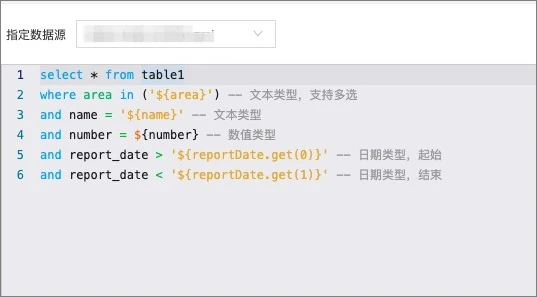 指定数据源
1 select * from table1
2 where area in ('${area}') -- 文本类型，支持多选
3 and name = '${name}' -- 文本类型
4 and number = ${number} -- 数值类型
5 and report_date > '${reportDate.get(0)}' -- 日期类型，起始
6 and report_date < '${reportDate.get(1)}' -- 日期类型，结束